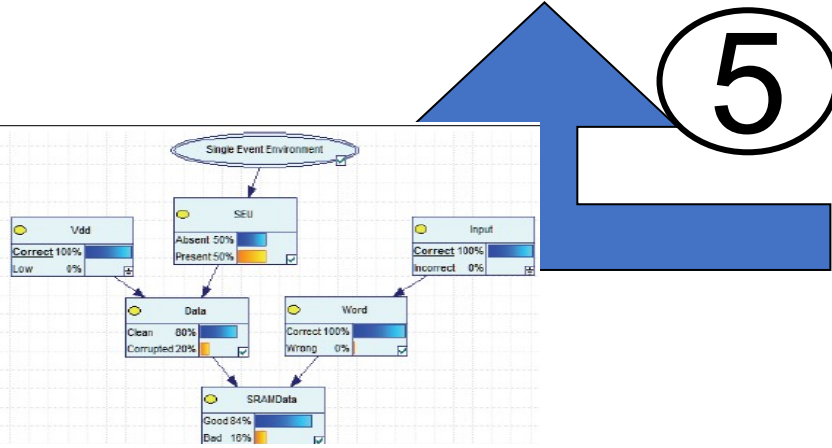 5
Single Event Environment
SEU
Absent 50%
Present 50%
Vdd
Correct 100%
Low 0%
Input
Correct 100%
Incorrect 0%
Data
Clean 80%
Corrupted 20%
Word
Correct 100%
Wrong 0%
SRAMData
Good 84%
Bad 16%